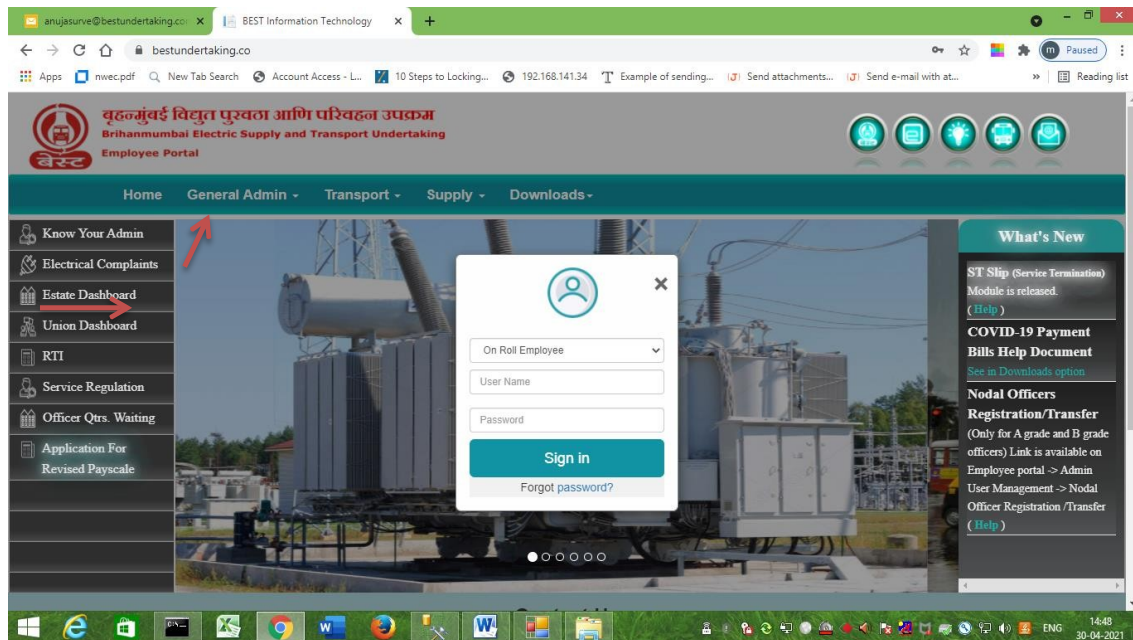 anujasurve@bestundertaking.co
BEST Information Technology
bestundertaking.co
Paused
Apps
nwec.pdf
New Tab Search
Account Access - L...
10 Steps to Locking...
192.168.141.34
Example of sending...
Send attachments...
Send e-mail with at...
Reading list
बृहन्मुंबई विद्युत पुरवठा आणि परिवहन उपक्रम
Brihanmumbai Electric Supply and Transport Undertaking
Employee Portal
बेस्ट
Home
General Admin
Transport
Supply
Downloads
Know Your Admin
Electrical Complaints
Estate Dashboard
Union Dashboard
RTI
Service Regulation
Officer Qtrs. Waiting
Application For
Revised Payscale
On Roll Employee
User Name
Password
Sign in
Forgot password?
What's New
ST Slip (Service Termination)
Module is released.
( Help )
COVID-19 Payment
Bills Help Document
See in Downloads option
Nodal Officers
Registration/Transfer
(Only for A grade and B grade
officers) Link is available on
Employee portal -> Admin
User Management -> Nodal
Officer Registration /Transfer
( Help )
ENG
14:48
30-04-2021